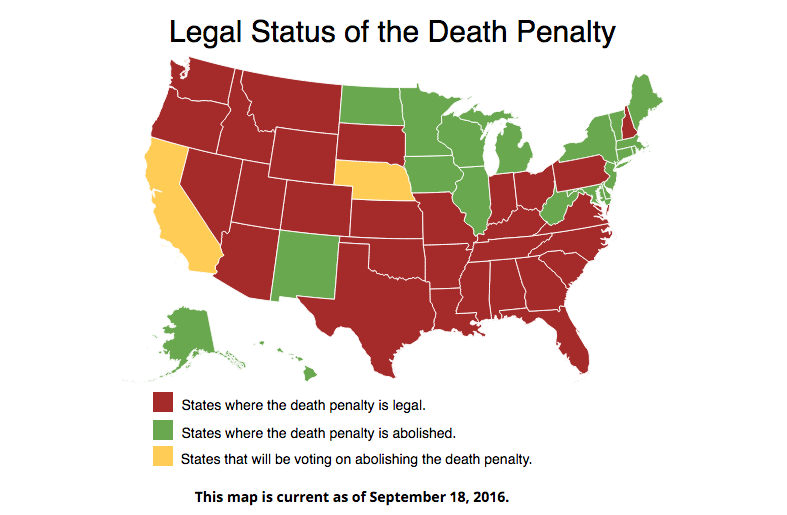 Legal Status of the Death Penalty
States where the death penalty is legal.
States where the death penalty is abolished.
States that will be voting on abolishing the death penalty.
This map is current as of September 18, 2016.